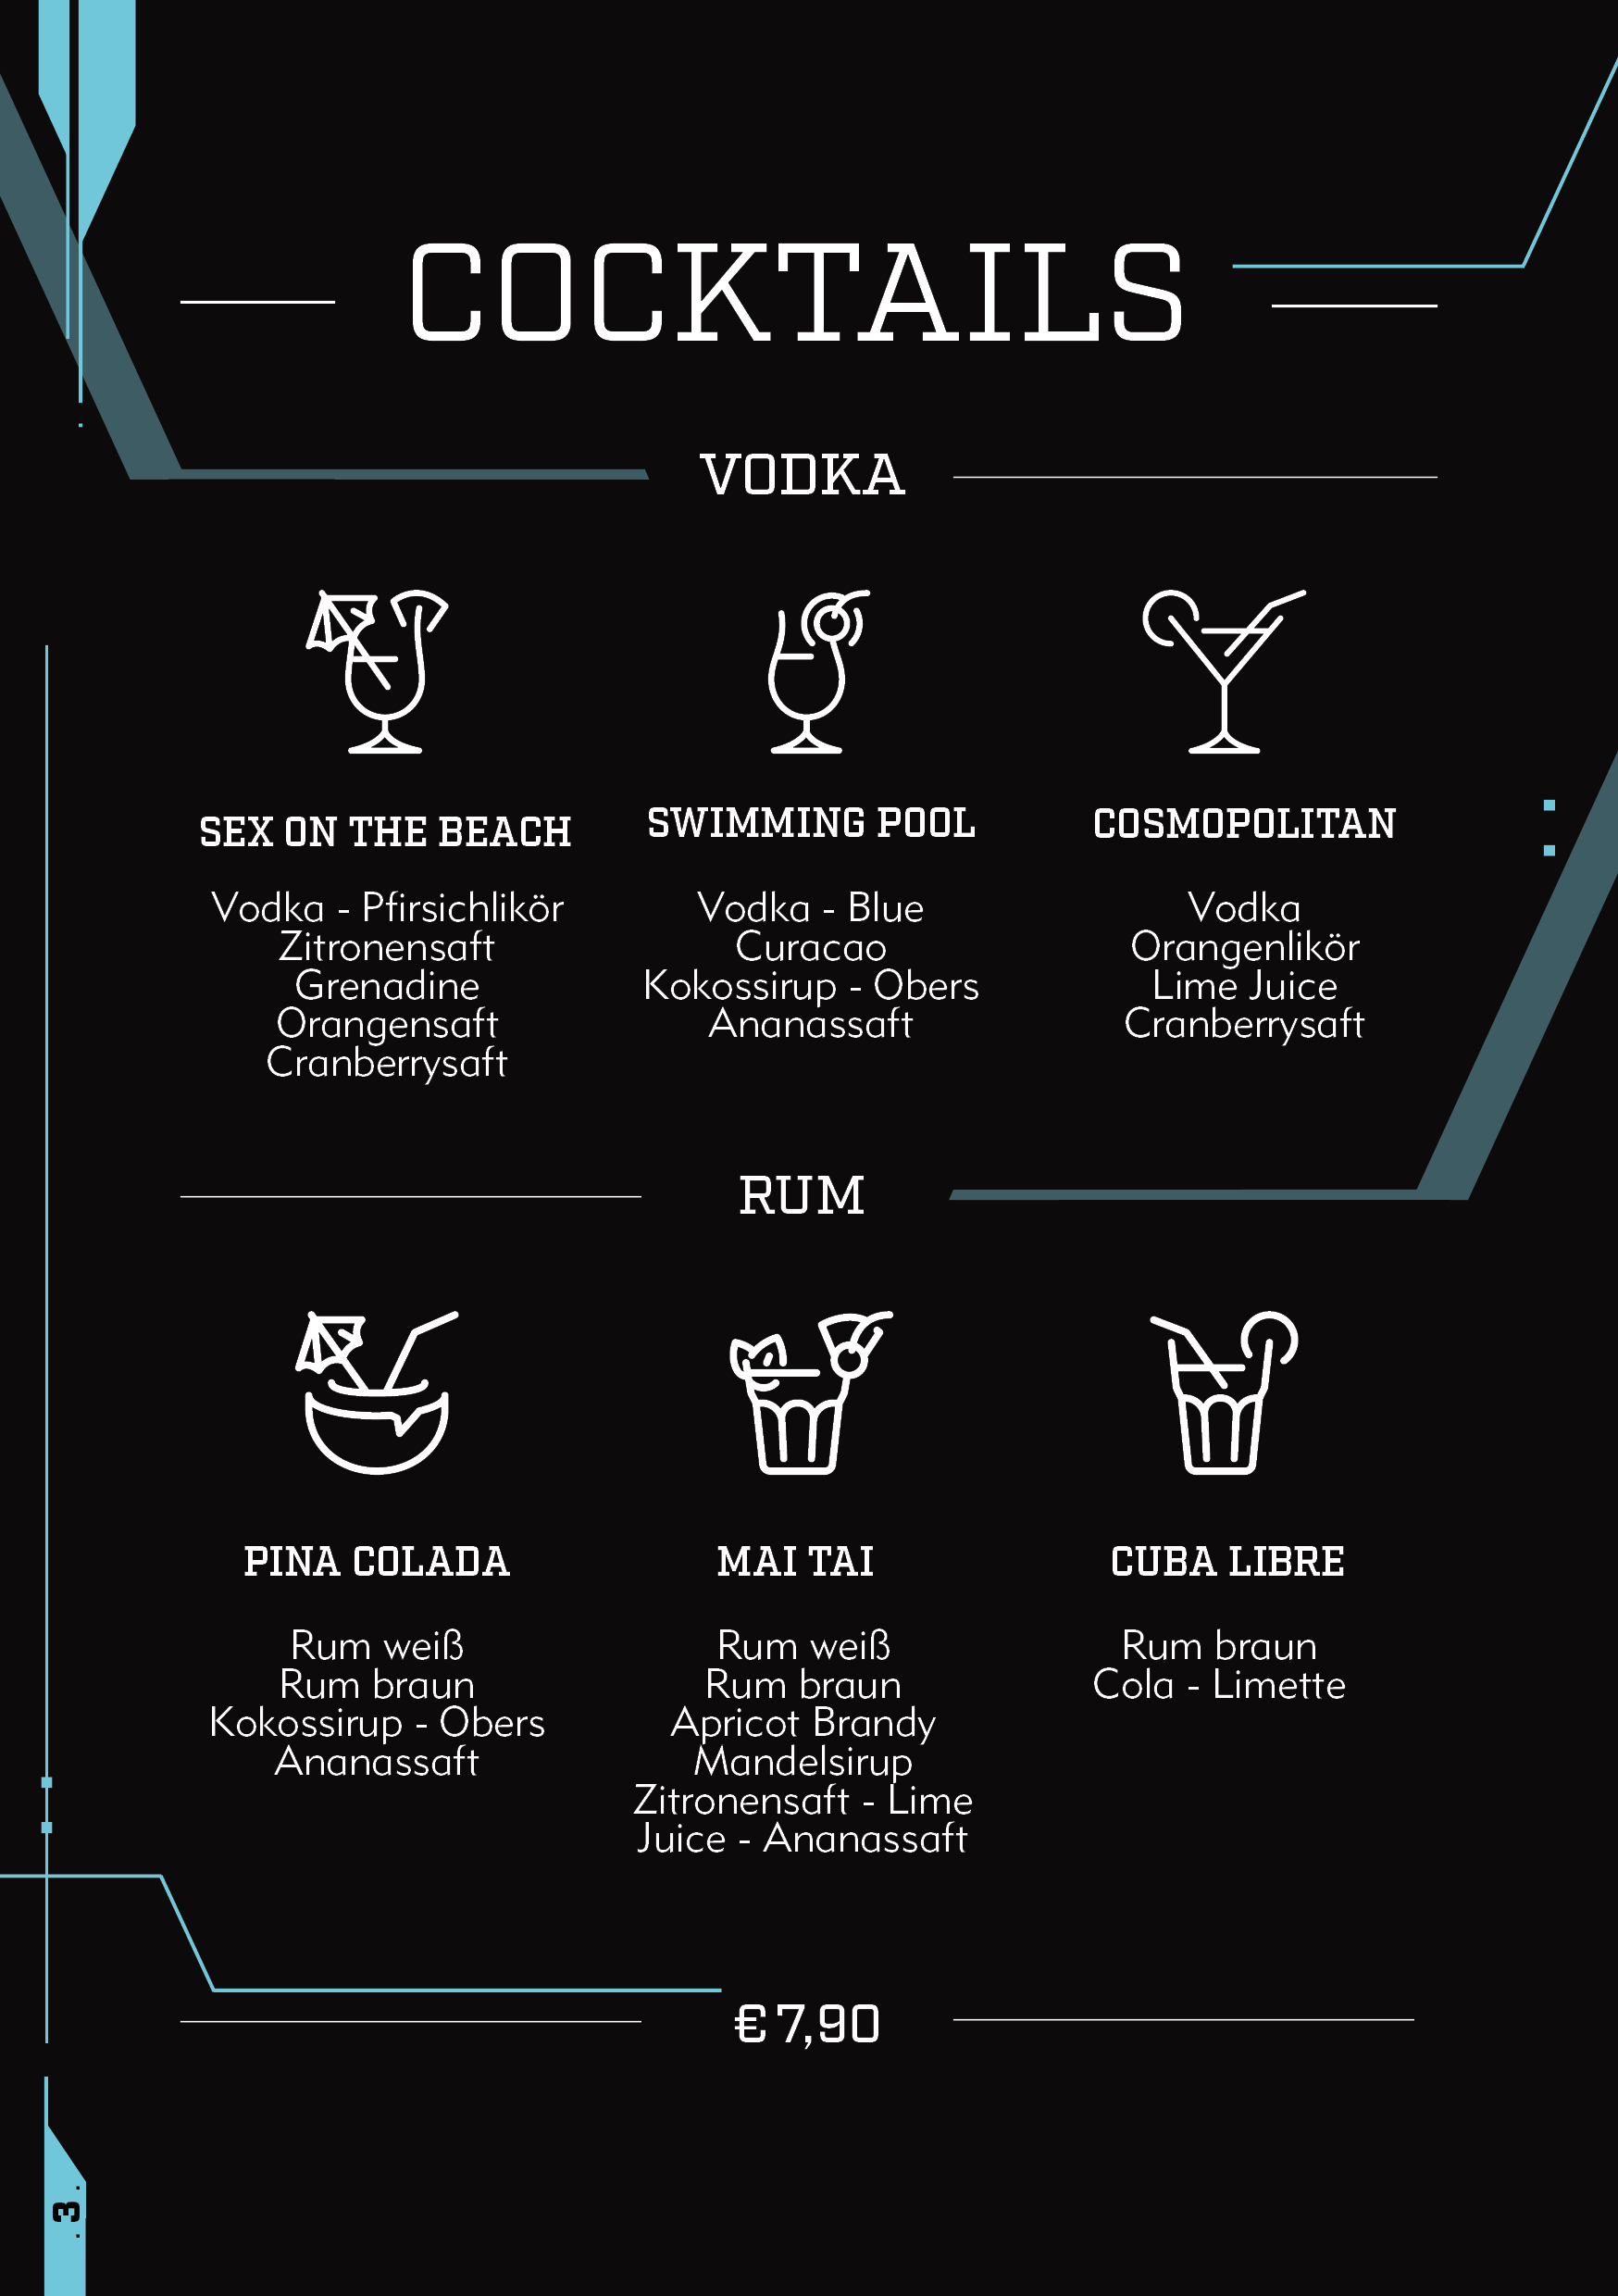 COCKTAILS
VODKA
SEX ON THE BEACH
Vodka - Pfirsichlikör
Zitronensaft
Grenadine
Orangensaft
Cranberrysaft
SWIMMING POOL
Vodka - Blue
Curacao
Kokossirup - Obers
Ananassaft
COSMOPOLITAN
Vodka
Orangenlikör
Lime Juice
Cranberrysaft
RUM
PINA COLADA
Rum weiß
Rum braun
Kokossirup - Obers
Ananassaft
MAI TAI
Rum weiß
Rum braun
Apricot Brandy
Mandelsirup
Zitronensaft - Lime
Juice - Ananassaft
CUBA LIBRE
Rum braun
Cola - Limette
€ 7,90
. 3 .